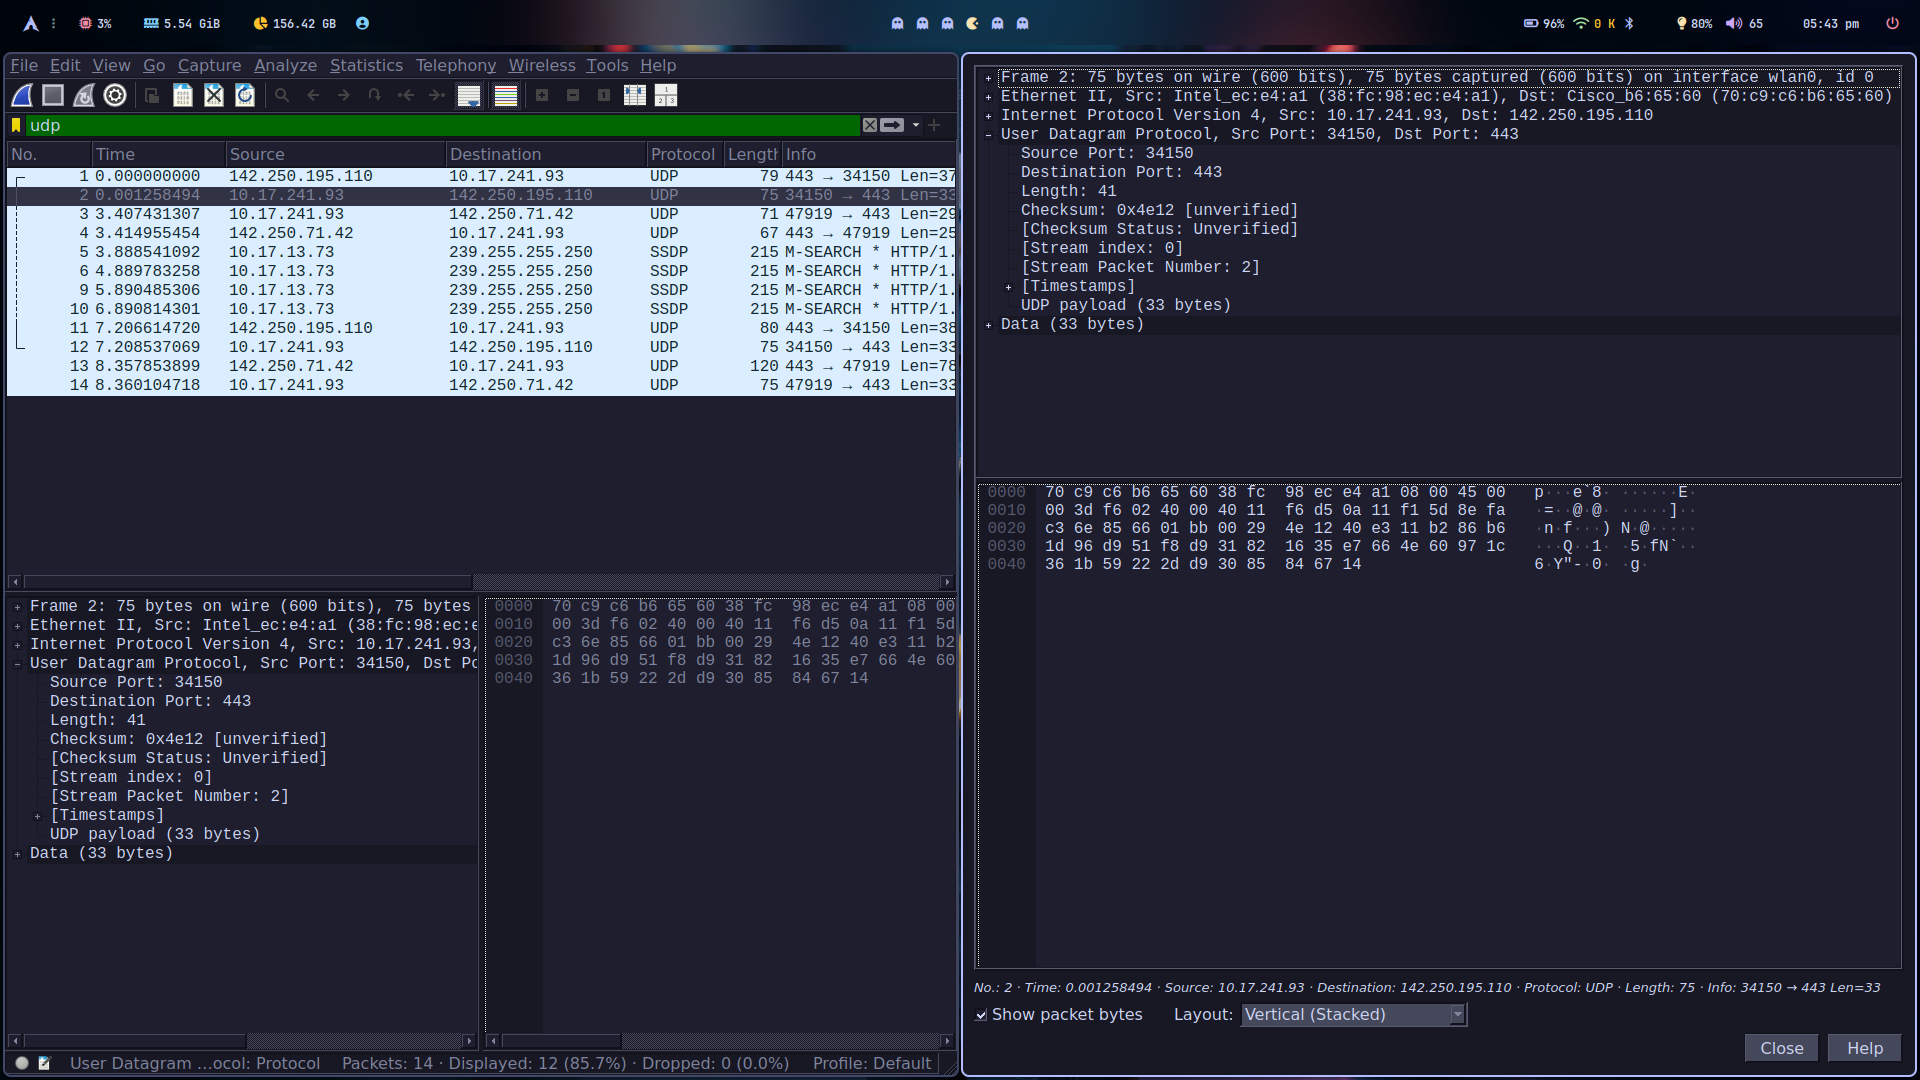 3% 5.54 GiB 156.42 GB 96% 0 K 80% 65 05:43 pm
File Edit View Go Capture Analyze Statistics Telephony Wireless Tools Help
udp
No. Time Source Destination Protocol Length Info
1 0.000000000 142.250.195.110 10.17.241.93 UDP 79 443 → 34150 Len=37
2 0.001258494 10.17.241.93 142.250.195.110 UDP 75 34150 → 443 Len=33
3 3.407431307 10.17.241.93 142.250.71.42 UDP 71 47919 → 443 Len=29
4 3.414955454 142.250.71.42 10.17.241.93 UDP 67 443 → 47919 Len=25
5 3.888541092 10.17.13.73 239.255.255.250 SSDP 215 M-SEARCH * HTTP/1.
6 4.889783258 10.17.13.73 239.255.255.250 SSDP 215 M-SEARCH * HTTP/1.
9 5.890485306 10.17.13.73 239.255.255.250 SSDP 215 M-SEARCH * HTTP/1.
10 6.890814301 10.17.13.73 239.255.255.250 SSDP 215 M-SEARCH * HTTP/1.
11 7.206614720 142.250.195.110 10.17.241.93 UDP 80 443 → 34150 Len=38
12 7.208537069 10.17.241.93 142.250.195.110 UDP 75 34150 → 443 Len=33
13 8.357853899 142.250.71.42 10.17.241.93 UDP 120 443 → 47919 Len=78
14 8.360104718 10.17.241.93 142.250.71.42 UDP 75 47919 → 443 Len=33
Frame 2: 75 bytes on wire (600 bits), 75 bytes
Ethernet II, Src: Intel_ec:e4:a1 (38:fc:98:ec:e
Internet Protocol Version 4, Src: 10.17.241.93,
User Datagram Protocol, Src Port: 34150, Dst Po
Source Port: 34150
Destination Port: 443
Length: 41
Checksum: 0x4e12 [unverified]
[Checksum Status: Unverified]
[Stream index: 0]
[Stream Packet Number: 2]
[Timestamps]
UDP payload (33 bytes)
Data (33 bytes)
0000 70 c9 c6 b6 65 60 38 fc 98 ec e4 a1 08 00
0010 00 3d f6 02 40 00 40 11 f6 d5 0a 11 f1 5d
0020 c3 6e 85 66 01 bb 00 29 4e 12 40 e3 11 b2
0030 1d 96 d9 51 f8 d9 31 82 16 35 e7 66 4e 60
0040 36 1b 59 22 2d d9 30 85 84 67 14
User Datagram ...ocol: Protocol Packets: 14 · Displayed: 12 (85.7%) · Dropped: 0 (0.0%) Profile: Default
Frame 2: 75 bytes on wire (600 bits), 75 bytes captured (600 bits) on interface wlan0, id 0
Ethernet II, Src: Intel_ec:e4:a1 (38:fc:98:ec:e4:a1), Dst: Cisco_b6:65:60 (70:c9:c6:b6:65:60)
Internet Protocol Version 4, Src: 10.17.241.93, Dst: 142.250.195.110
User Datagram Protocol, Src Port: 34150, Dst Port: 443
Source Port: 34150
Destination Port: 443
Length: 41
Checksum: 0x4e12 [unverified]
[Checksum Status: Unverified]
[Stream index: 0]
[Stream Packet Number: 2]
[Timestamps]
UDP payload (33 bytes)
Data (33 bytes)
0000 70 c9 c6 b6 65 60 38 fc 98 ec e4 a1 08 00 45 00 p···e`8· ······E·
0010 00 3d f6 02 40 00 40 11 f6 d5 0a 11 f1 5d 8e fa ·=··@·@· ·····]··
0020 c3 6e 85 66 01 bb 00 29 4e 12 40 e3 11 b2 86 b6 ·n·f···) N·@·····
0030 1d 96 d9 51 f8 d9 31 82 16 35 e7 66 4e 60 97 1c ···Q··1· ·5·fN`··
0040 36 1b 59 22 2d d9 30 85 84 67 14 6·Y"-·0· ·g·
No.: 2 · Time: 0.001258494 · Source: 10.17.241.93 · Destination: 142.250.195.110 · Protocol: UDP · Length: 75 · Info: 34150 → 443 Len=33
Show packet bytes Layout: Vertical (Stacked)
Close Help